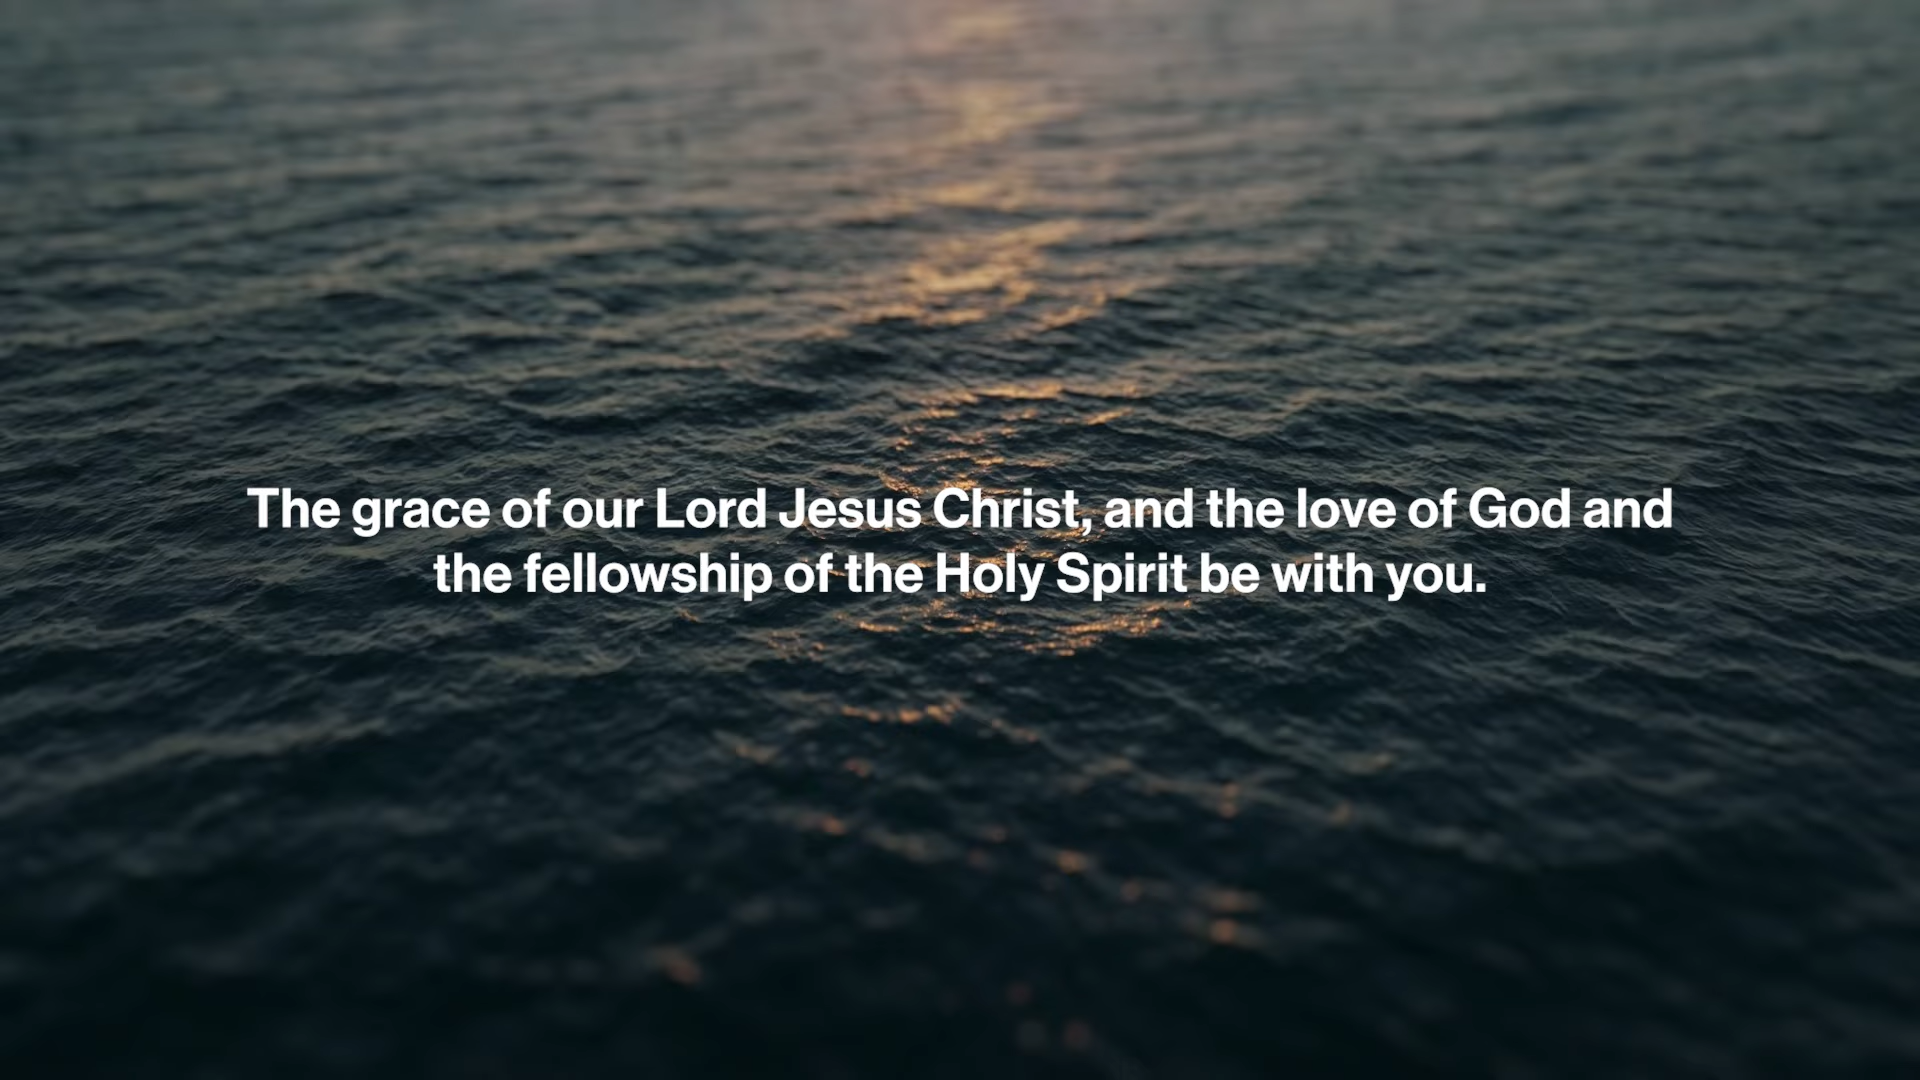 The grace of our Lord Jesus Christ, and the love of God and
the fellowship of the Holy Spirit be with you.